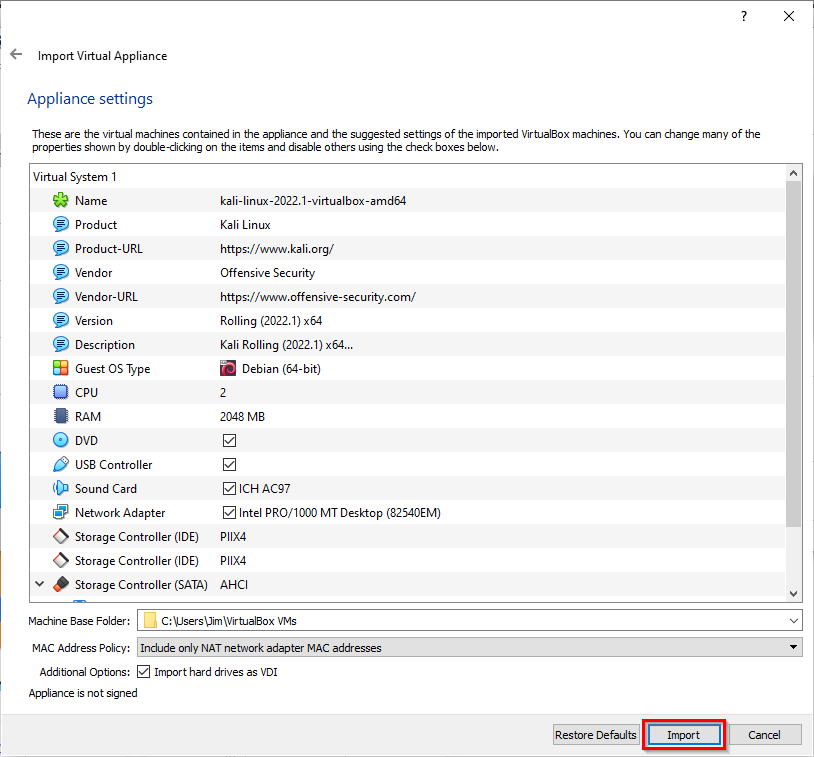 ?
Import Virtual Appliance
Appliance settings
These are the virtual machines contained in the appliance and the suggested settings of the imported VirtualBox machines. You can change many of the
properties shown by double-clicking on the items and disable others using the check boxes below.
Virtual System 1
Name kali-linux-2022.1-virtualbox-amd64
Product Kali Linux
Product-URL https://www.kali.org/
Vendor Offensive Security
Vendor-URL https://www.offensive-security.com/
Version Rolling (2022.1) x64
Description Kali Rolling (2022.1) x64...
Guest OS Type Debian (64-bit)
CPU 2
RAM 2048 MB
DVD
USB Controller
Sound Card ICH AC97
Network Adapter Intel PRO/1000 MT Desktop (82540EM)
Storage Controller (IDE) PIIX4
Storage Controller (IDE) PIIX4
Storage Controller (SATA) AHCI
Machine Base Folder: C:\Users\Jim\VirtualBox VMs
MAC Address Policy: Include only NAT network adapter MAC addresses
Additional Options: Import hard drives as VDI
Appliance is not signed
Restore Defaults Import Cancel